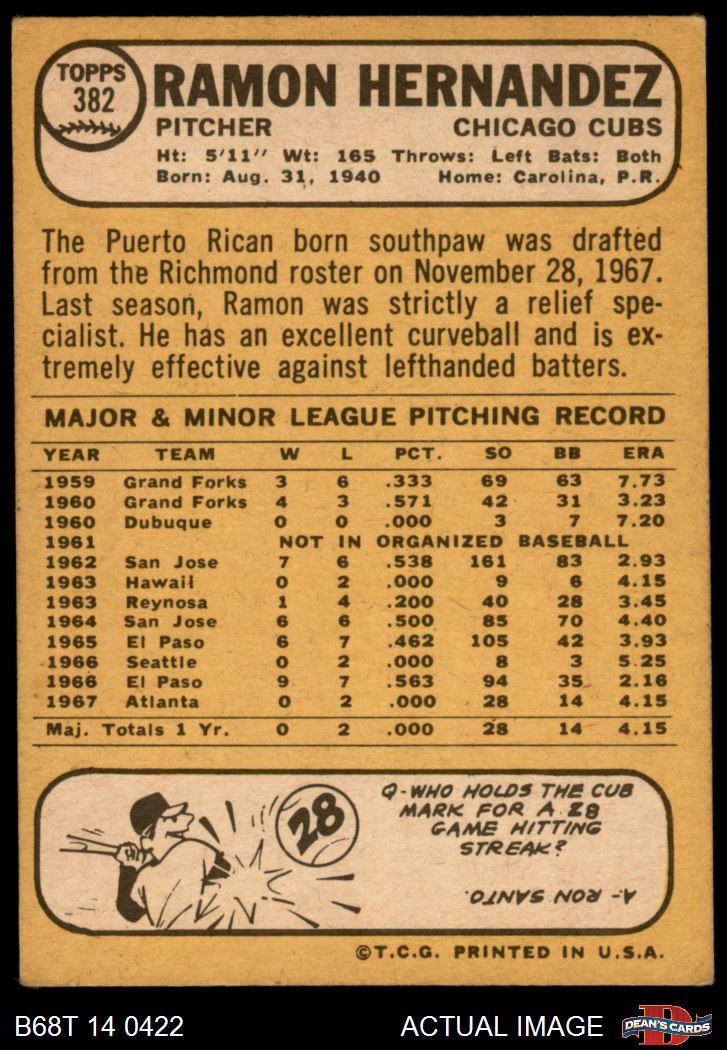 TOPPS
382
RAMON HERNANDEZ
PITCHER CHICAGO CUBS
Ht: 5'11" Wt: 165 Throws: Left Bats: Both
Born: Aug. 31, 1940 Home: Carolina, P.R.
The Puerto Rican born southpaw was drafted
from the Richmond roster on November 28, 1967.
Last season, Ramon was strictly a relief spe-
cialist. He has an excellent curveball and is ex-
tremely effective against lefthanded batters.
MAJOR & MINOR LEAGUE PITCHING RECORD
YEAR TEAM W L PCT. SO BB ERA
1959 Grand Forks 3 6 .333 69 63 7.73
1960 Grand Forks 4 3 .571 42 31 3.23
1960 Dubuque 0 0 .000 3 7 7.20
1961 NOT IN ORGANIZED BASEBALL
1962 San Jose 7 6 .538 161 83 2.93
1963 Hawaii 0 2 .000 9 6 4.15
1963 Reynosa 1 4 .200 40 28 3.45
1964 San Jose 6 6 .500 85 70 4.40
1965 El Paso 6 7 .462 105 42 3.93
1966 Seattle 0 2 .000 8 3 5.25
1966 El Paso 9 7 .563 94 35 2.16
1967 Atlanta 0 2 .000 28 14 4.15
Maj. Totals 1 Yr. 0 2 .000 28 14 4.15
28
Q-WHO HOLDS THE CUB
MARK FOR A 28
GAME HITTING
STREAK?
A- RON SANTO.
©T.C.G. PRINTED IN U.S.A.
B68T 14 0422 ACTUAL IMAGE
D
DEAN'S CARDS